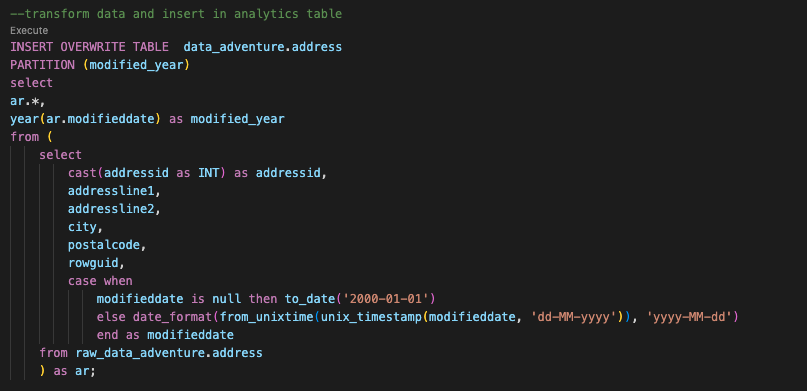 --transform data and insert in analytics table
Execute
INSERT OVERWRITE TABLE  data_adventure.address
PARTITION (modified_year)
select
ar.*,
year(ar.modifieddate) as modified_year
from (
    select
        cast(addressid as INT) as addressid,
        addressline1,
        addressline2,
        city,
        postalcode,
        rowguid,
        case when
            modifieddate is null then to_date('2000-01-01')
            else date_format(from_unixtime(unix_timestamp(modifieddate, 'dd-MM-yyyy')), 'yyyy-MM-dd')
            end as modifieddate
    from raw_data_adventure.address
    ) as ar;